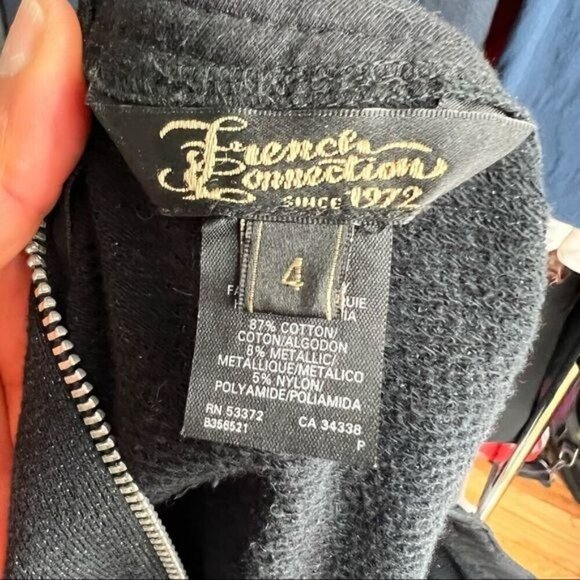 French
Connection
SINCE 1972
4
87% COTTON/
COTON/ALGODON
8% METALLIC/
METALLIQUE/METALICO
5% NYLON/
POLYAMIDE/POLIAMIDA
RN 53372 CA 34338
B356521 P